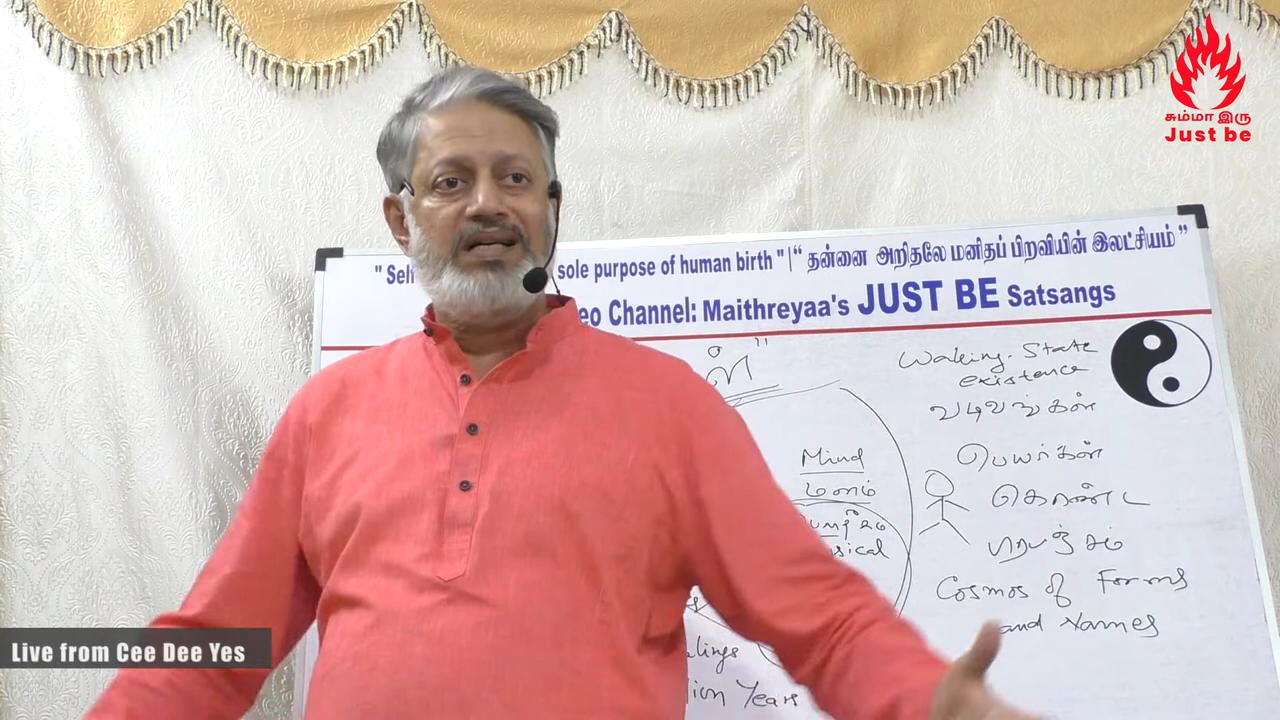 சும்மா இரு
Just be
" Self sole purpose of human birth " | " தன்னை அறிதலே மனிதப் பிறவியின் இலட்சியம் "
Channel: Maithreyaa's JUST BE Satsangs
Waking-State
existence
வடிவங்கள்
பெயர்கள்
கொண்ட
பிரபஞ்சம்
Cosmos of Forms
and Names
Mind
மனம்
Years
Live from Cee Dee Yes